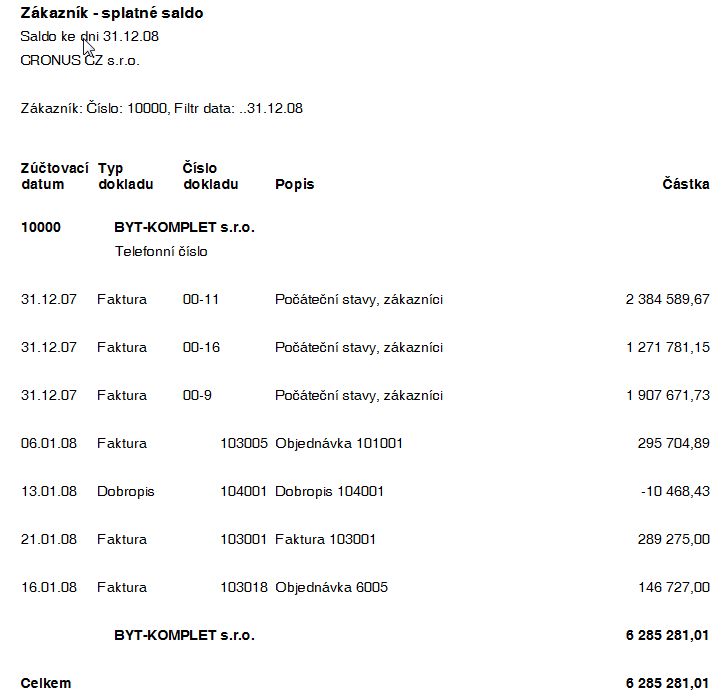 Zákazník - splatné saldo
Saldo ke dni 31.12.08
CRONUS CZ s.r.o.
Zákazník: Číslo: 10000, Filtr data: ..31.12.08
Zúčtovací datum Typ dokladu Číslo dokladu Popis Částka
10000 BYT-KOMPLET s.r.o.
Telefonní číslo
31.12.07 Faktura 00-11 Počáteční stavy, zákazníci 2 384 589,67
31.12.07 Faktura 00-16 Počáteční stavy, zákazníci 1 271 781,15
31.12.07 Faktura 00-9 Počáteční stavy, zákazníci 1 907 671,73
06.01.08 Faktura 103005 Objednávka 101001 295 704,89
13.01.08 Dobropis 104001 Dobropis 104001 -10 468,43
21.01.08 Faktura 103001 Faktura 103001 289 275,00
16.01.08 Faktura 103018 Objednávka 6005 146 727,00
BYT-KOMPLET s.r.o. 6 285 281,01
Celkem 6 285 281,01